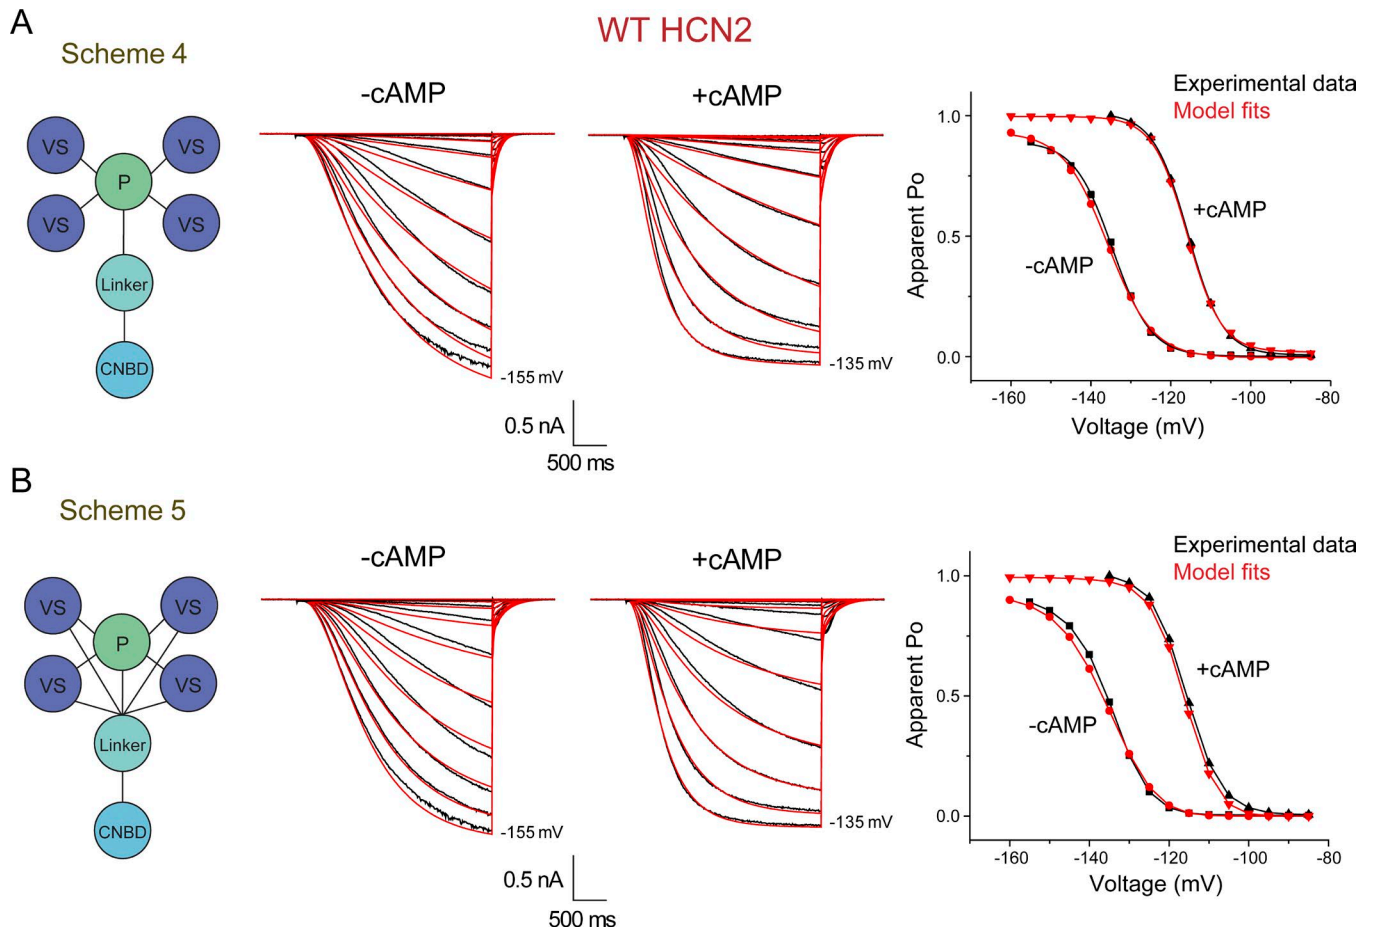 A
WT HCN2
Scheme 4
-cAMP
+cAMP
Experimental data
Model fits
VS
VS
P
VS
VS
Linker
CNBD
-155 mV
-135 mV
0.5 nA
500 ms
Apparent Po
1.0
0.5
0.0
+cAMP
-cAMP
-160
-140
-120
-100
-80
Voltage (mV)
B
Scheme 5
-cAMP
+cAMP
Experimental data
Model fits
VS
VS
P
VS
VS
Linker
CNBD
-155 mV
-135 mV
0.5 nA
500 ms
Apparent Po
1.0
0.5
0.0
+cAMP
-cAMP
-160
-140
-120
-100
-80
Voltage (mV)